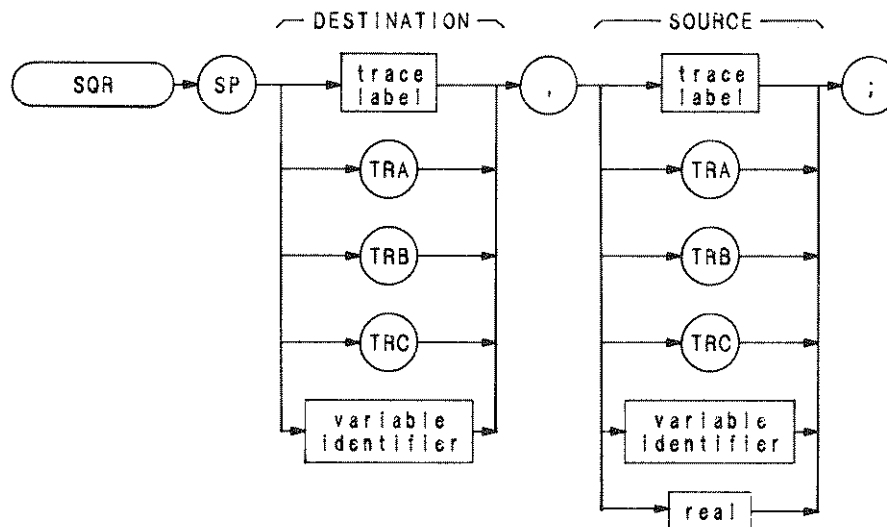 DESTINATION SOURCE
SQR SP trace label , trace label ;
TRA TRA
TRB TRB
TRC TRC
variable identifier variable identifier
real